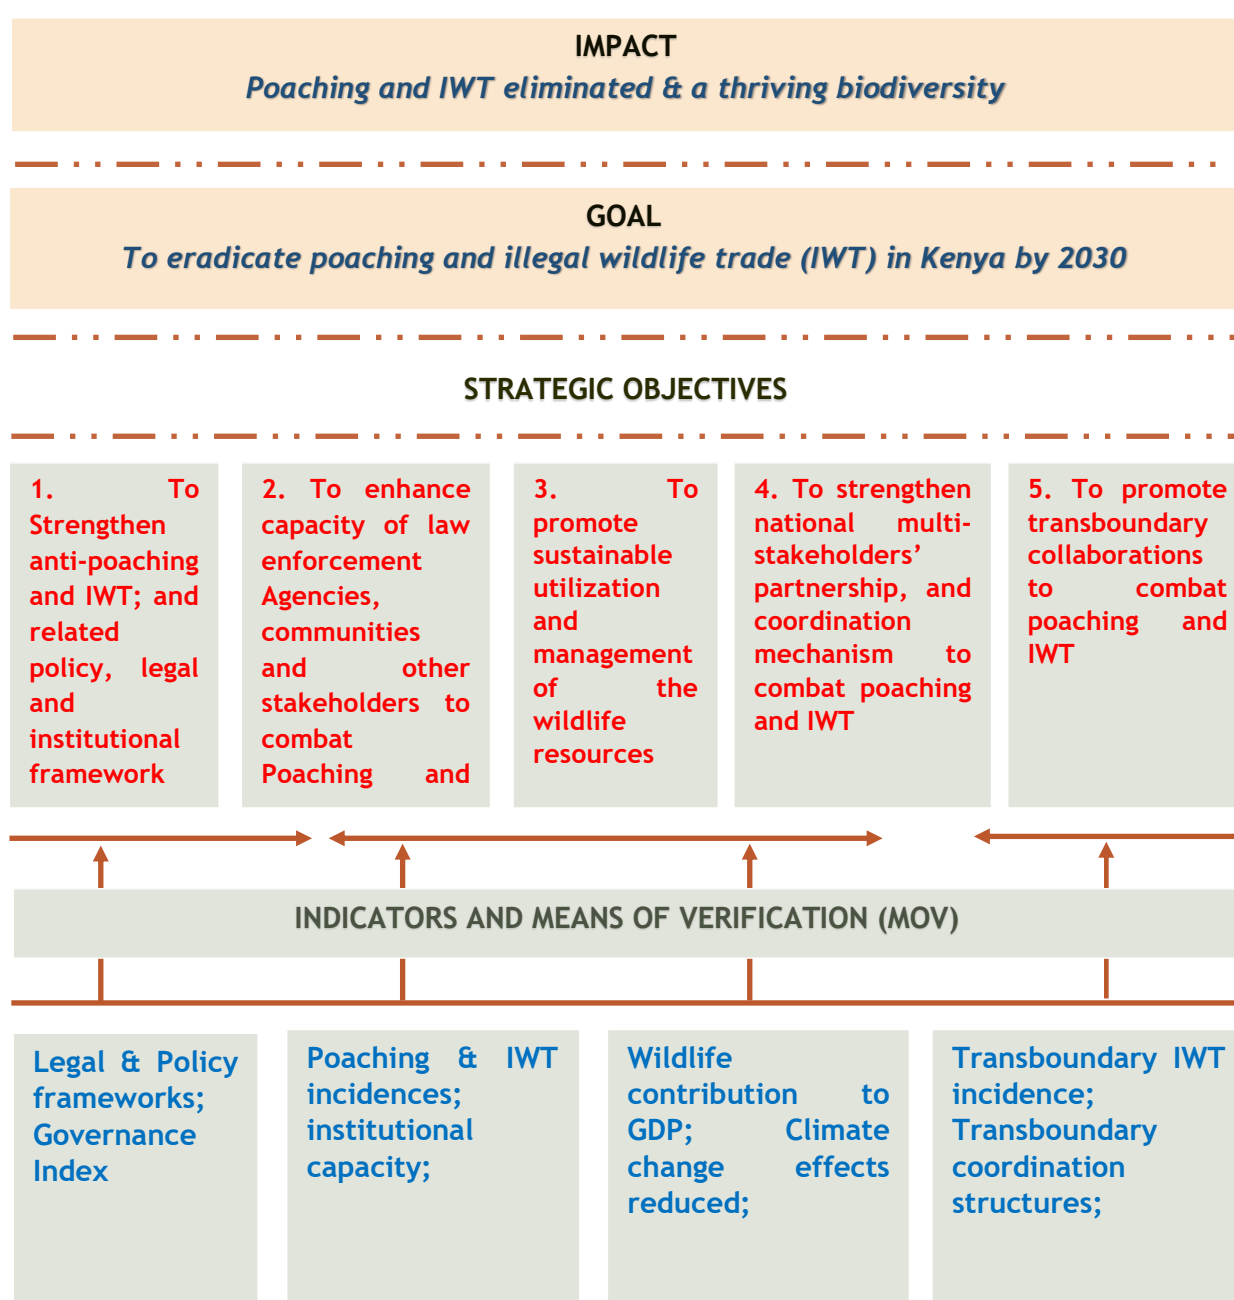 IMPACT
Poaching and IWT eliminated & a thriving biodiversity
GOAL
To eradicate poaching and illegal wildlife trade (IWT) in Kenya by 2030
STRATEGIC OBJECTIVES
1. To
Strengthen
anti-poaching
and IWT; and
related
policy, legal
and
institutional
framework
2. To enhance
capacity of law
enforcement
Agencies,
communities
and other
stakeholders to
combat
Poaching and
3. To
promote
sustainable
utilization
and
management
of the
wildlife
resources
4. To strengthen
national multi-
stakeholders’
partnership, and
coordination
mechanism to
combat poaching
and IWT
5. To promote
transboundary
collaborations
to combat
poaching and
IWT
INDICATORS AND MEANS OF VERIFICATION (MOV)
Legal & Policy
frameworks;
Governance
Index
Poaching & IWT
incidences;
institutional
capacity;
Wildlife
contribution to
GDP; Climate
change effects
reduced;
Transboundary IWT
incidence;
Transboundary
coordination
structures;